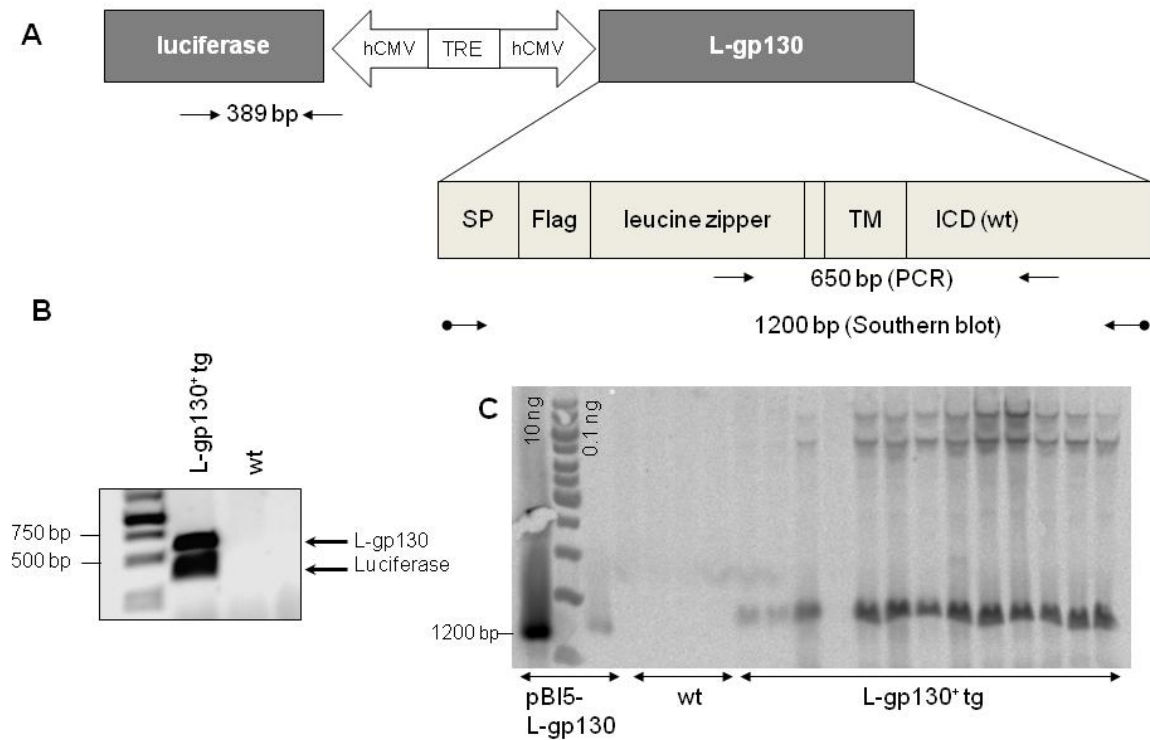 A
luciferase
hCMV
TRE
hCMV
L-gp130
389 bp
SP
Flag
leucine zipper
TM
ICD (wt)
650 bp (PCR)
1200 bp (Southern blot)
B
L-gp130+ tg
wt
750 bp
500 bp
L-gp130
Luciferase
C
10 ng
0.1 ng
1200 bp
pBI5-
L-gp130
wt
L-gp130+ tg